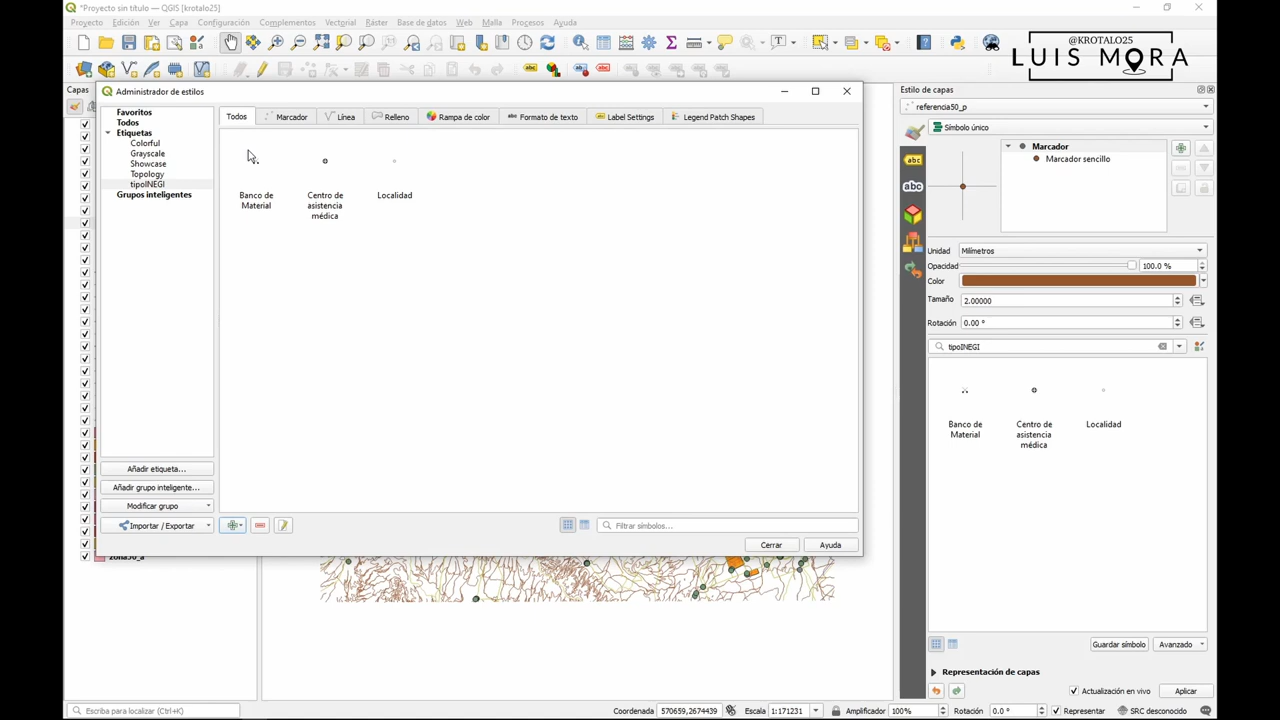 *Proyecto sin título — QGIS [krotalo25]
Proyecto Edición Ver Capa Configuración Complementos Vectorial Ráster Base de datos Web Malla Procesos Ayuda
@KROTALO25
LUIS MORA
Capas
Administrador de estilos
Estilo de capas
Favoritos
Todos
Etiquetas
Colorful
Grayscale
Showcase
Topology
tipoINEGI
Grupos inteligentes
Todos Marcador Línea Relleno Rampa de color Formato de texto Label Settings Legend Patch Shapes
Banco de Material
Centro de asistencia médica
Localidad
Añadir etiqueta...
Añadir grupo inteligente...
Modificar grupo
Importar / Exportar
Filtrar símbolos...
Cerrar Ayuda
zona50_a
referencia50_p
Símbolo único
Marcador
Marcador sencillo
Unidad Milímetros
Opacidad 100.0 %
Color
Tamaño 2.00000
Rotación 0.00 °
tipoINEGI
Banco de Material
Centro de asistencia médica
Localidad
Guardar símbolo Avanzado
Representación de capas
Actualización en vivo Aplicar
Escriba para localizar (Ctrl+K)
Coordenada 570659,2674439 Escala 1:171231 Amplificador 100% Rotación 0.0 ° Representar SRC desconocido